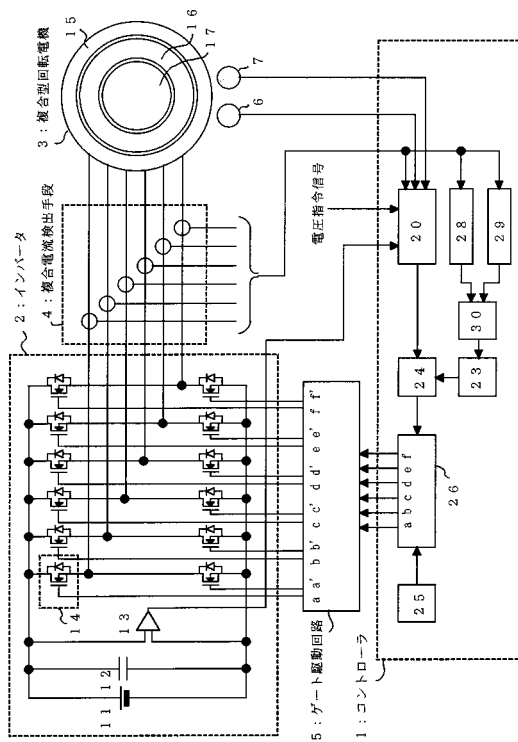 3：複合型回転電機
15
16
17
7
6
4：複合電流検出手段
2：インバータ
14
13
12
11
電圧指令信号
20
28
29
30
24
23
26
25
a a' b b' c c' d d' e e' f f'
a b c d e f
5：ゲート駆動回路
1：コントローラ